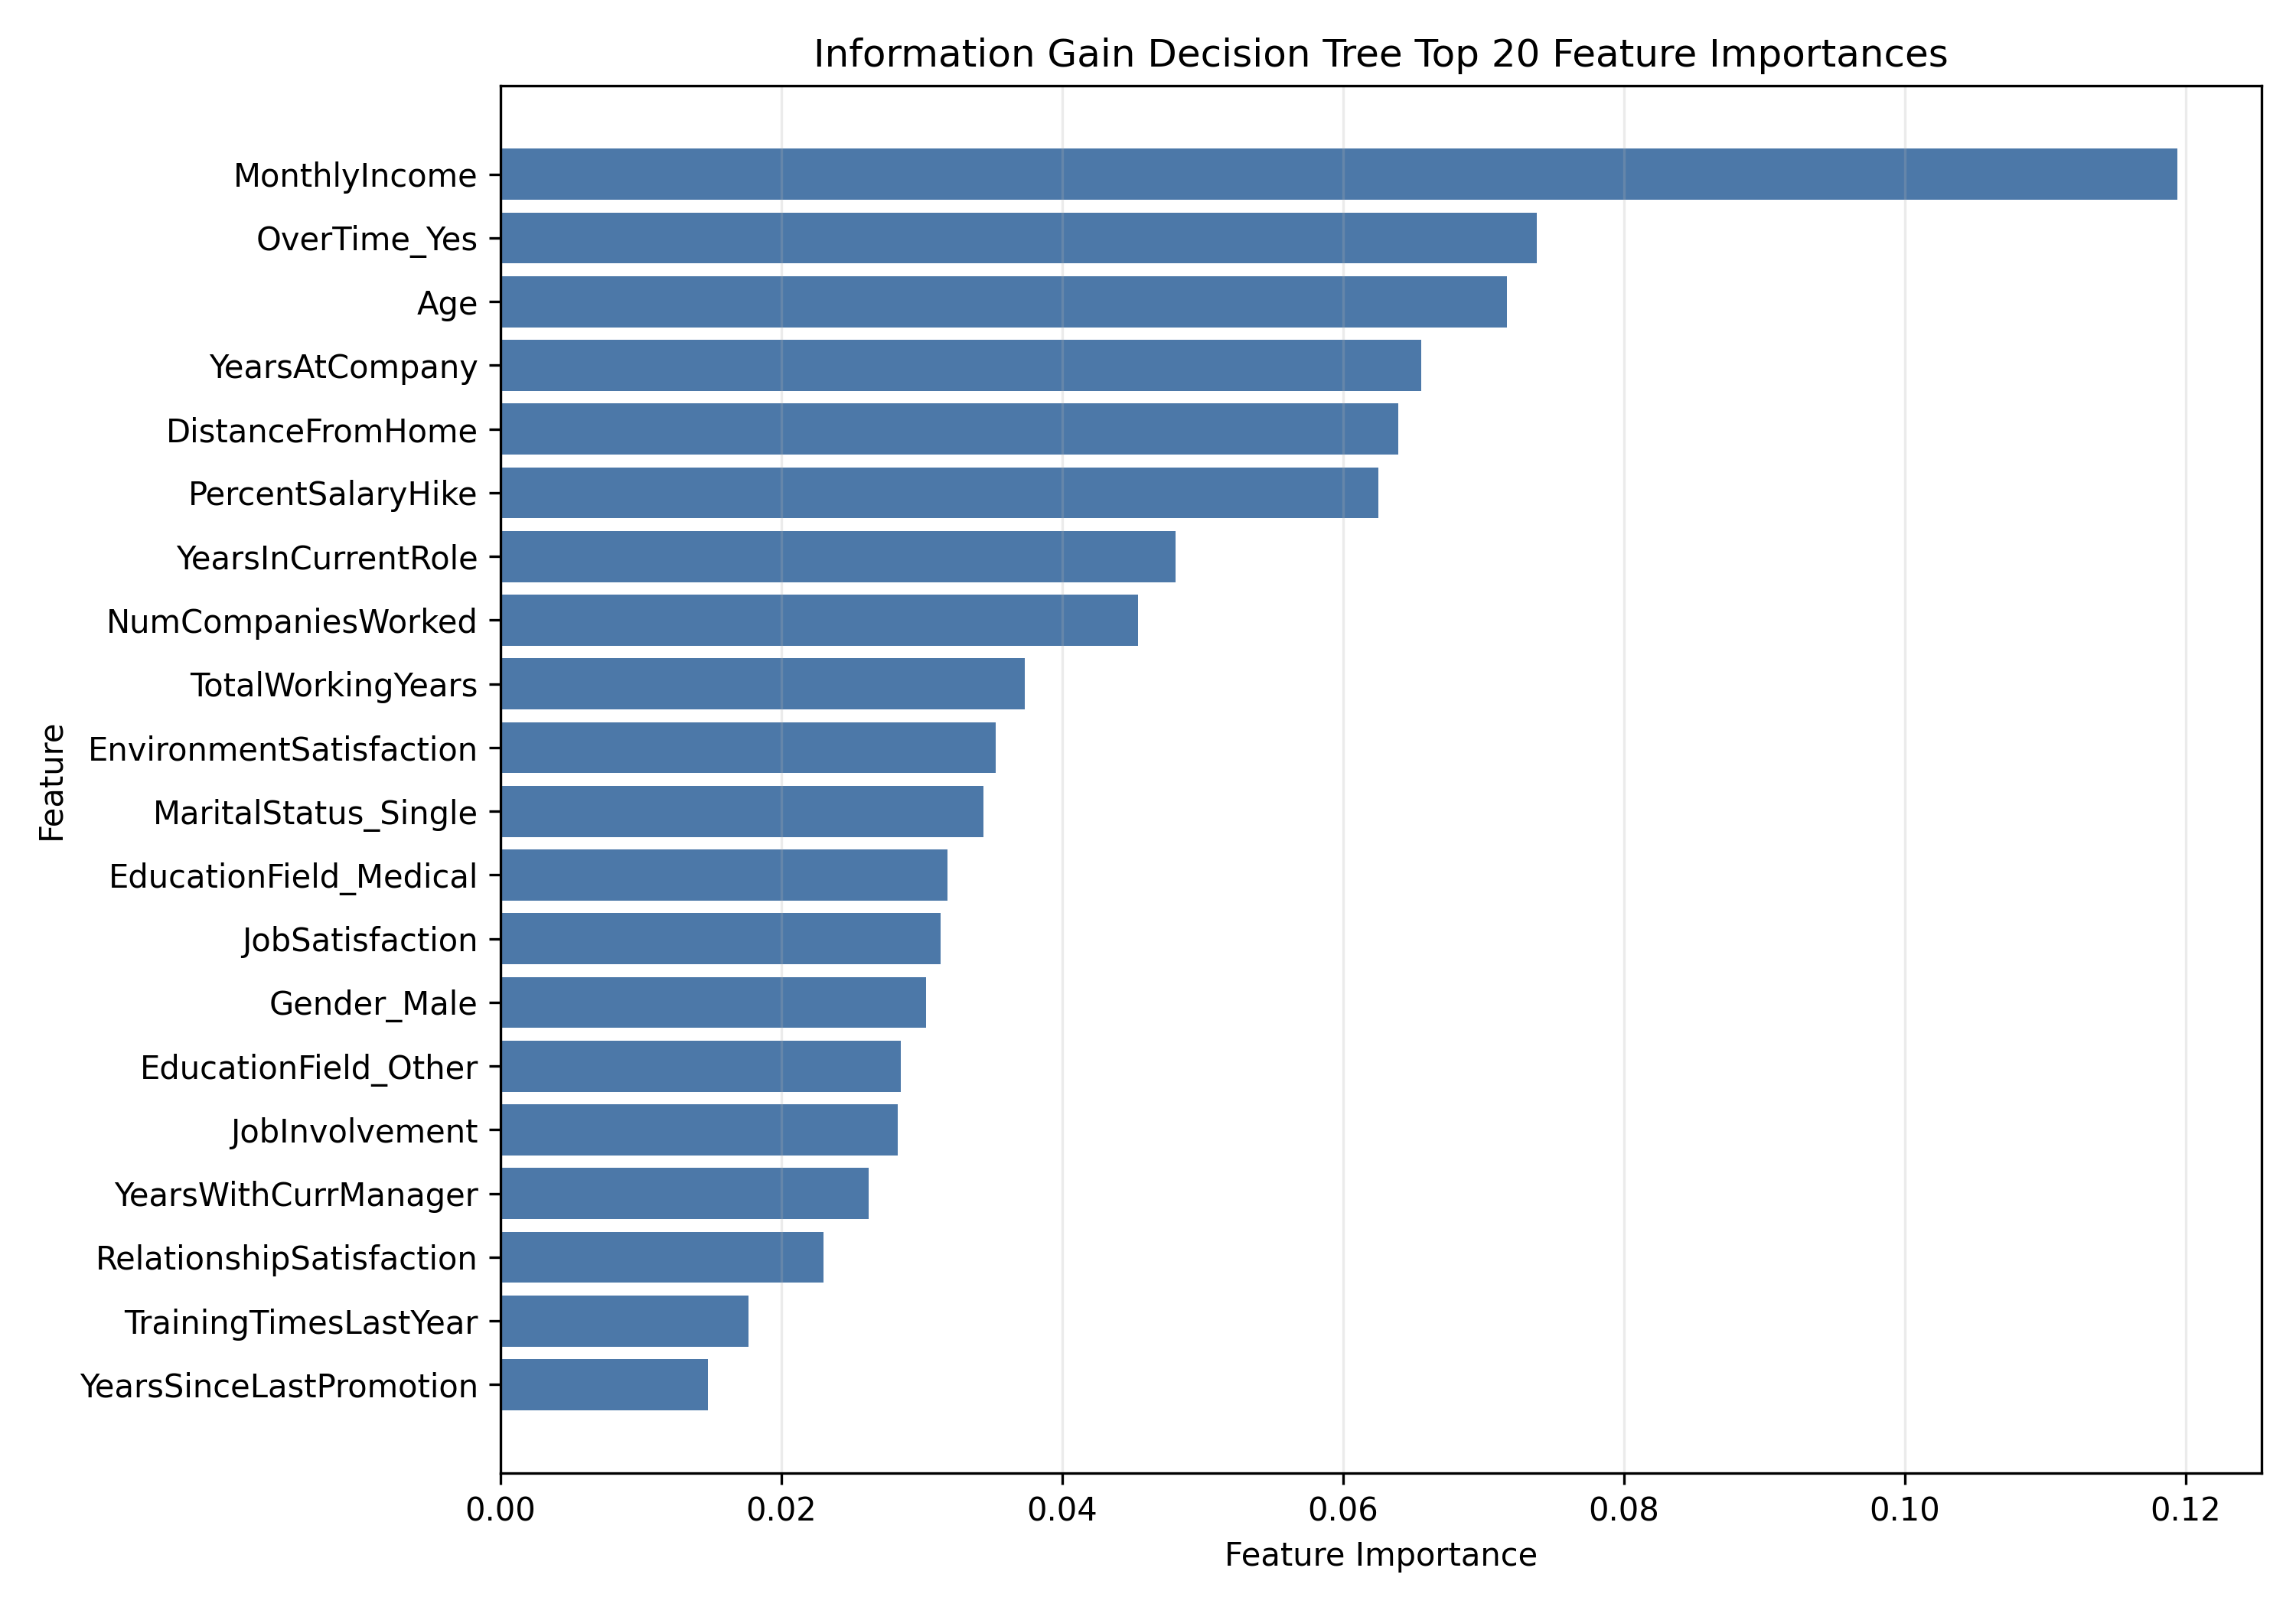 Information Gain Decision Tree Top 20 Feature Importances
Feature
MonthlyIncome
OverTime_Yes
Age
YearsAtCompany
DistanceFromHome
PercentSalaryHike
YearsInCurrentRole
NumCompaniesWorked
TotalWorkingYears
EnvironmentSatisfaction
MaritalStatus_Single
EducationField_Medical
JobSatisfaction
Gender_Male
EducationField_Other
JobInvolvement
YearsWithCurrManager
RelationshipSatisfaction
TrainingTimesLastYear
YearsSinceLastPromotion
0.00 0.02 0.04 0.06 0.08 0.10 0.12
Feature Importance